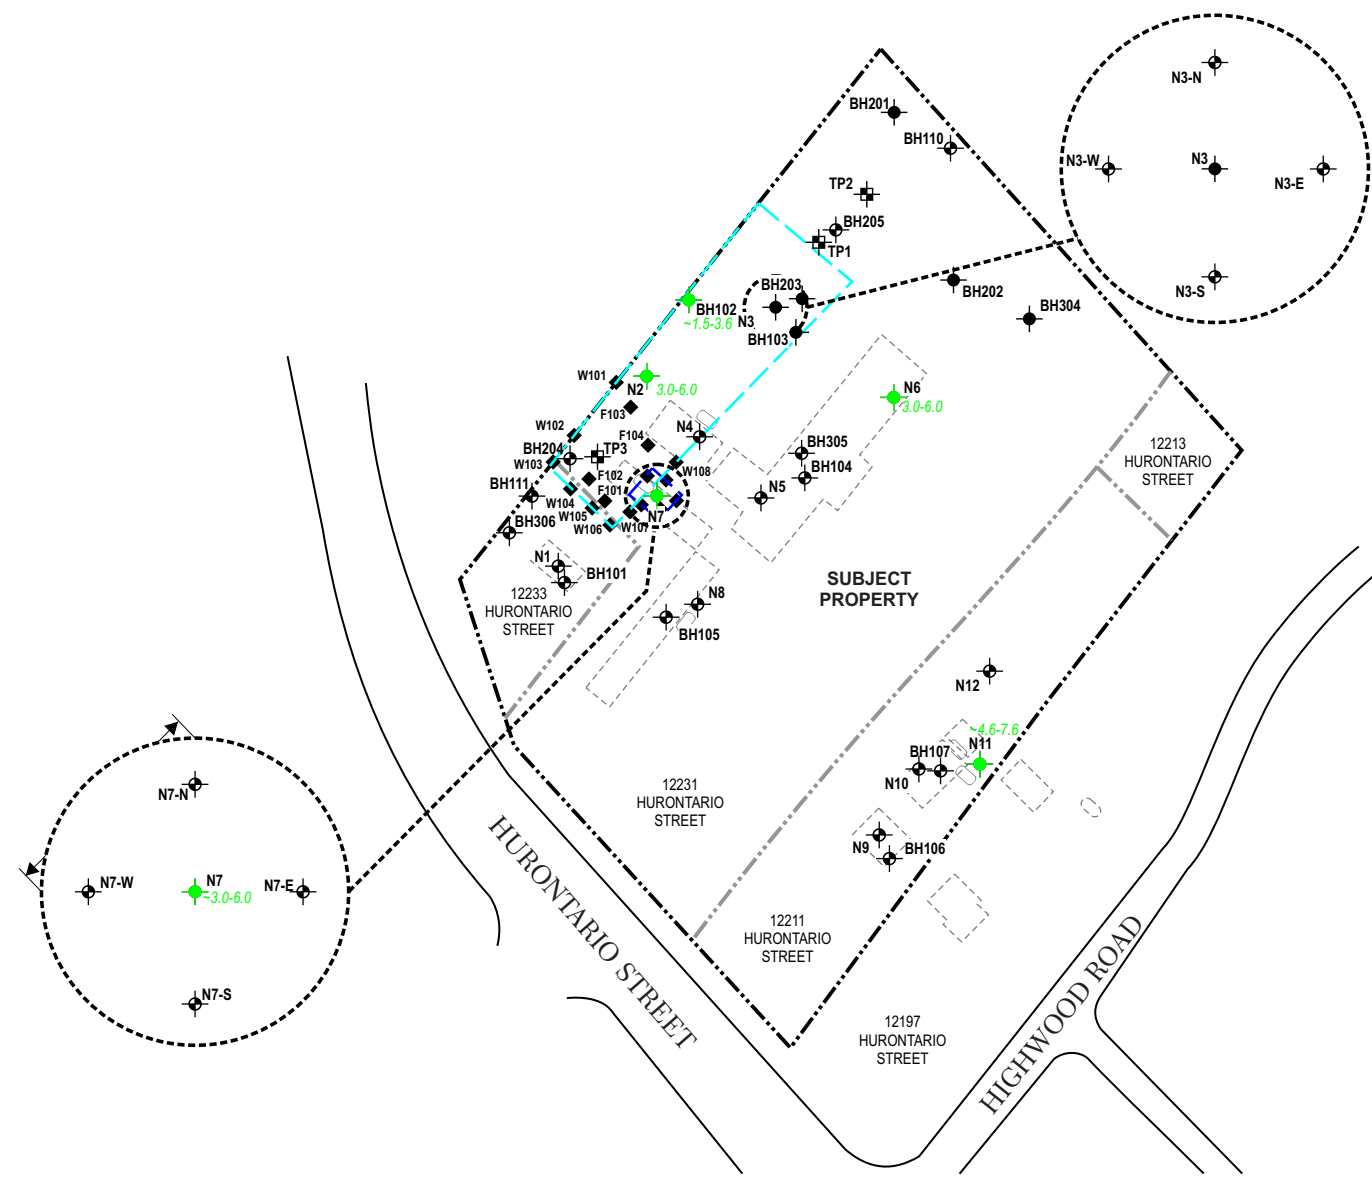 N3-N
N3-W
N3
N3-E
N3-S
BH201
BH110
TP2
BH205
TP1
BH203
BH202
BH102
~1.5-3.6
N3
BH304
BH103
W101
N2
3.0-6.0
F103
N6
3.0-6.0
W102
F104
N4
BH204
TP3
BH305
W103
W108
BH104
F102
BH111
F101
N5
W104
W105
N7
BH306
W106
W107
12213
HURONTARIO
STREET
N1
BH101
12233
HURONTARIO
STREET
N8
BH105
SUBJECT
PROPERTY
N12
~4.6-7.6
N11
BH107
N10
12231
HURONTARIO
STREET
N9
BH106
N7-N
N7-W
N7
~3.0-6.0
N7-E
N7-S
HURONTARIO STREET
12211
HURONTARIO
STREET
12197
HURONTARIO
STREET
HIGHWOOD ROAD